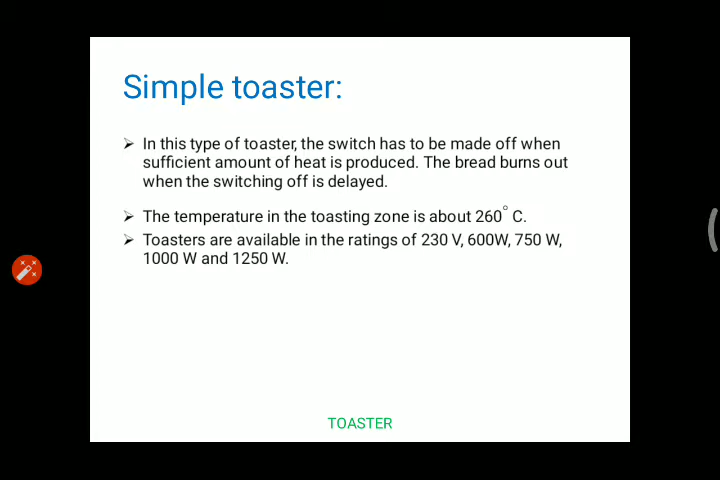 Simple toaster:
➢ In this type of toaster, the switch has to be made off when
sufficient amount of heat is produced. The bread burns out
when the switching off is delayed.
➢ The temperature in the toasting zone is about 260° C.
➢ Toasters are available in the ratings of 230 V, 600W, 750 W,
1000 W and 1250 W.
TOASTER